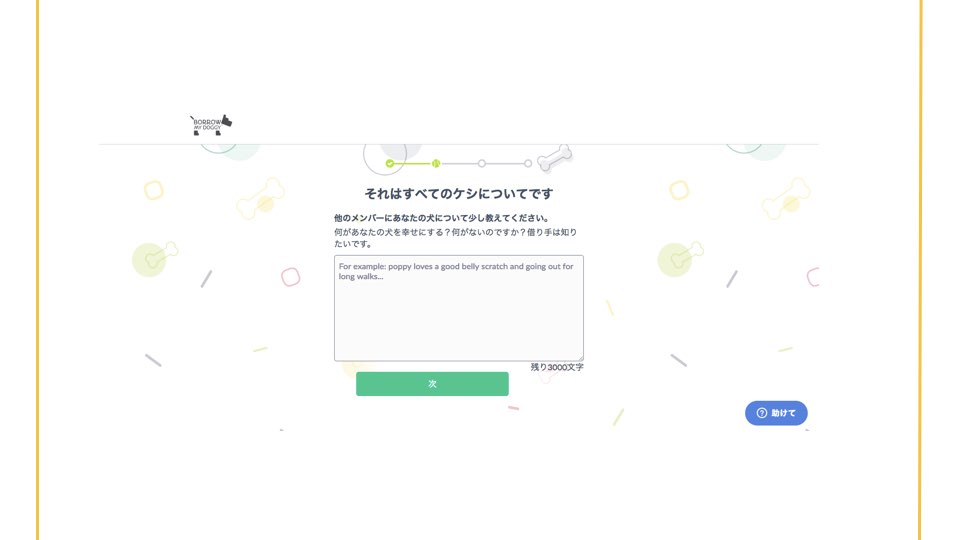 BORROW
MY DOGGY
それはすべてのケシについてです
他のメンバーにあなたの犬について少し教えてください。
何があなたの犬を幸せにする？何がないのですか？借り手は知り
たいです。
For example: poppy loves a good belly scratch and going out for
long walks...
残り3000文字
次
助けて